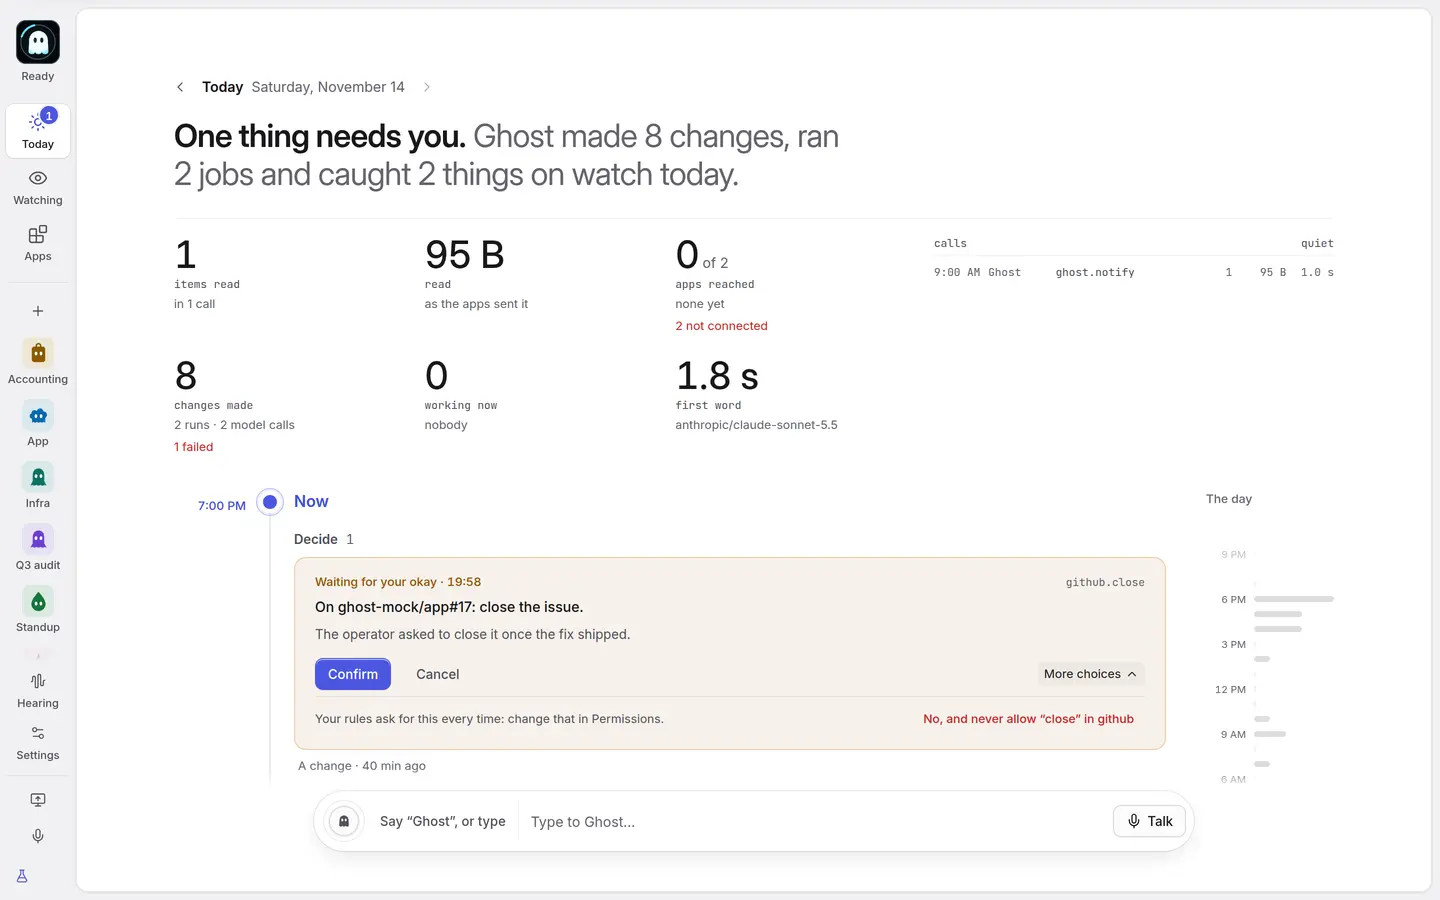 Ready
1
Today
Watching
Apps
Accounting
App
Infra
Q3 audit
Standup
Hearing
Settings
Today Saturday, November 14
One thing needs you. Ghost made 8 changes, ran
2 jobs and caught 2 things on watch today.
1
items read
in 1 call
95 B
read
as the apps sent it
0 of 2
apps reached
none yet
2 not connected
calls quiet
9:00 AM Ghost ghost.notify 1 95 B 1.0 s
8
changes made
2 runs · 2 model calls
1 failed
0
working now
nobody
1.8 s
first word
anthropic/claude-sonnet-5.5
7:00 PM Now
Decide 1
Waiting for your okay · 19:58 github.close
On ghost-mock/app#17: close the issue.
The operator asked to close it once the fix shipped.
Confirm Cancel More choices
Your rules ask for this every time: change that in Permissions. No, and never allow “close” in github
A change · 40 min ago
The day
9 PM
6 PM
3 PM
12 PM
9 AM
6 AM
Say “Ghost”, or type Type to Ghost... Talk